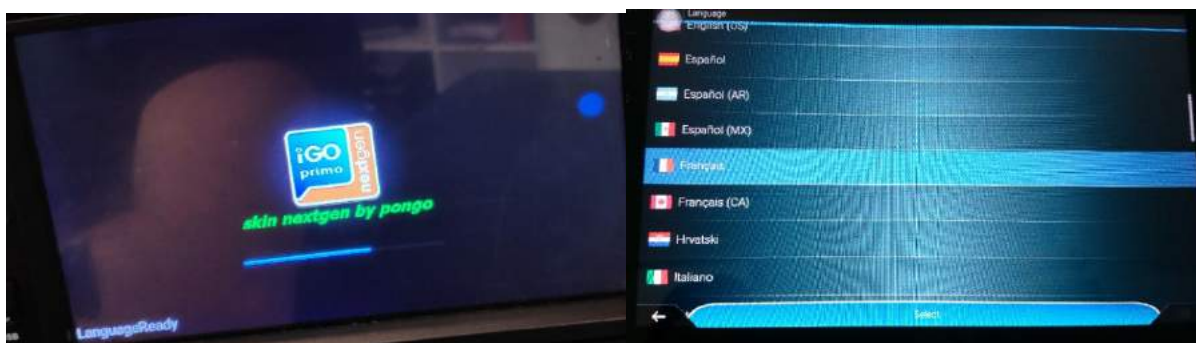 iGO
primo
nextgen
skin nextgen by pongo
LanguageReady
Language
English (US)
Español
Español (AR)
Español (MX)
Français
Français (CA)
Hrvatski
Italiano
Select